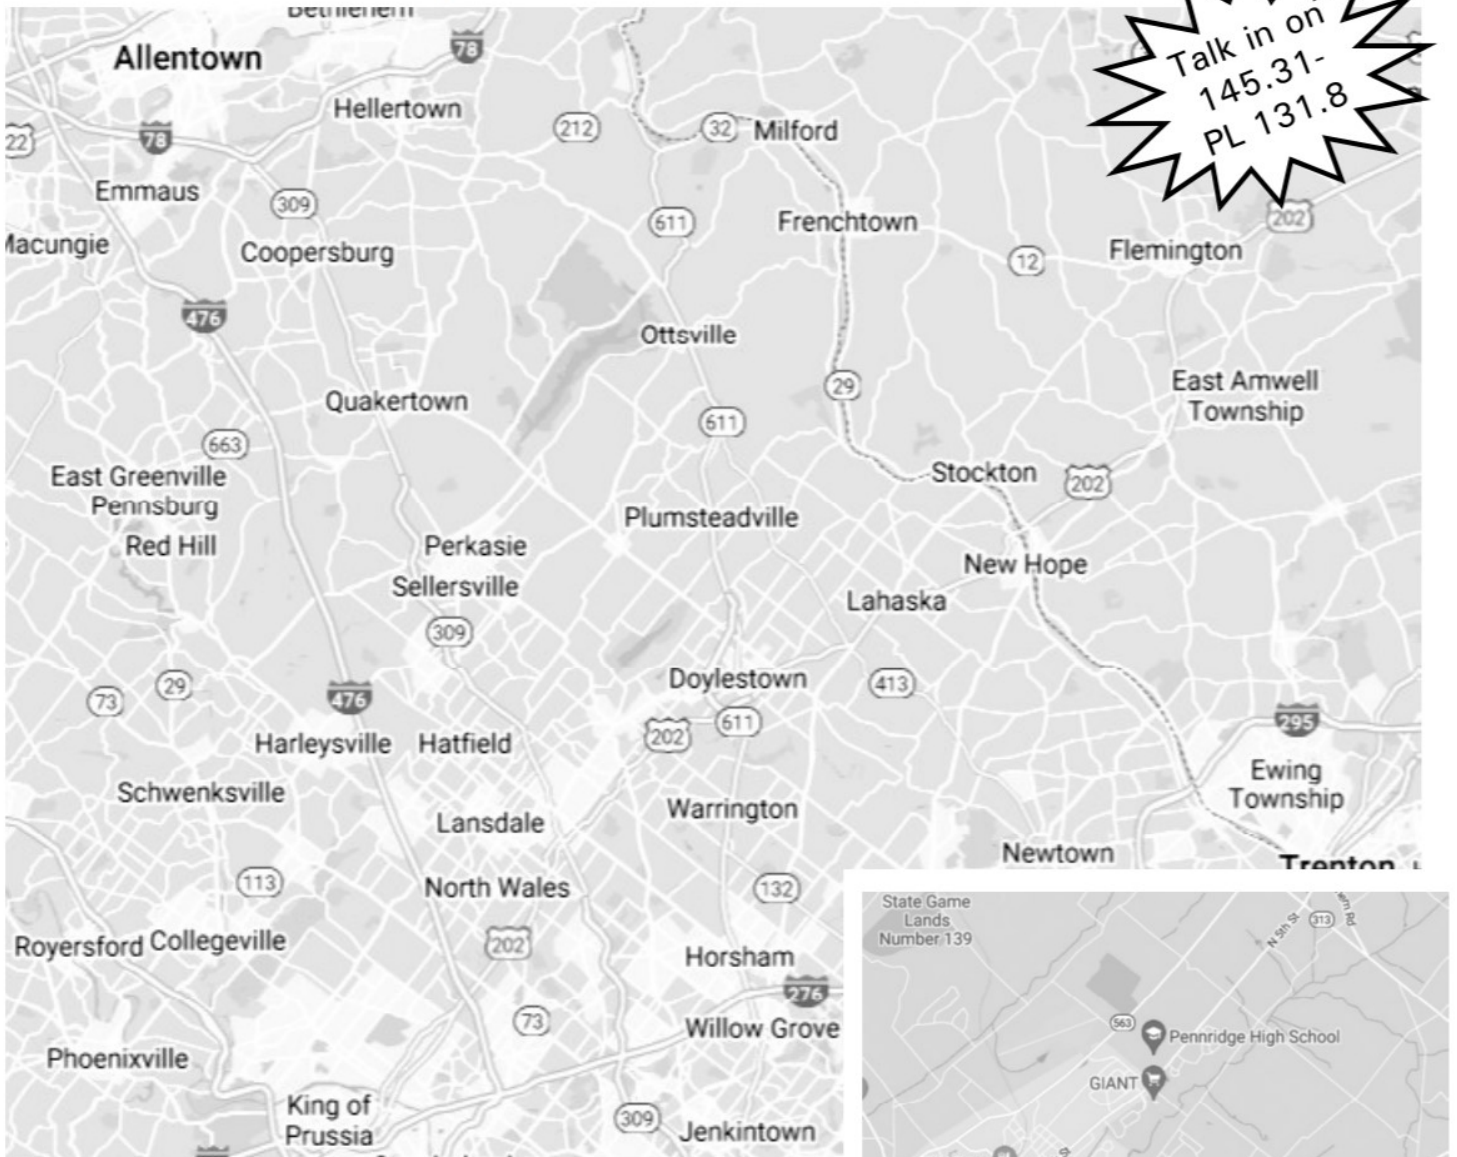 Bethlehem
Allentown
78
Talk in on
145.31-
PL 131.8
Hellertown
212
32
Milford
22
78
Emmaus
309
611
Frenchtown
202
Macungie
Coopersburg
12
Flemington
476
Ottsville
29
East Amwell
Township
Quakertown
611
663
East Greenville
Pennsburg
Stockton
202
Plumsteadville
Red Hill
Perkasie
New Hope
Sellersville
Lahaska
309
Doylestown
413
73
29
476
202
611
295
Harleysville
Hatfield
Ewing
Township
Schwenksville
Lansdale
Warrington
Newtown
Trenton
113
North Wales
132
Royersford
Collegeville
202
Horsham
276
73
Willow Grove
Phoenixville
King of
Prussia
309
Jenkintown
State Game
Lands
Number 139
N 5th St
313
563
Pennridge High School
GIANT